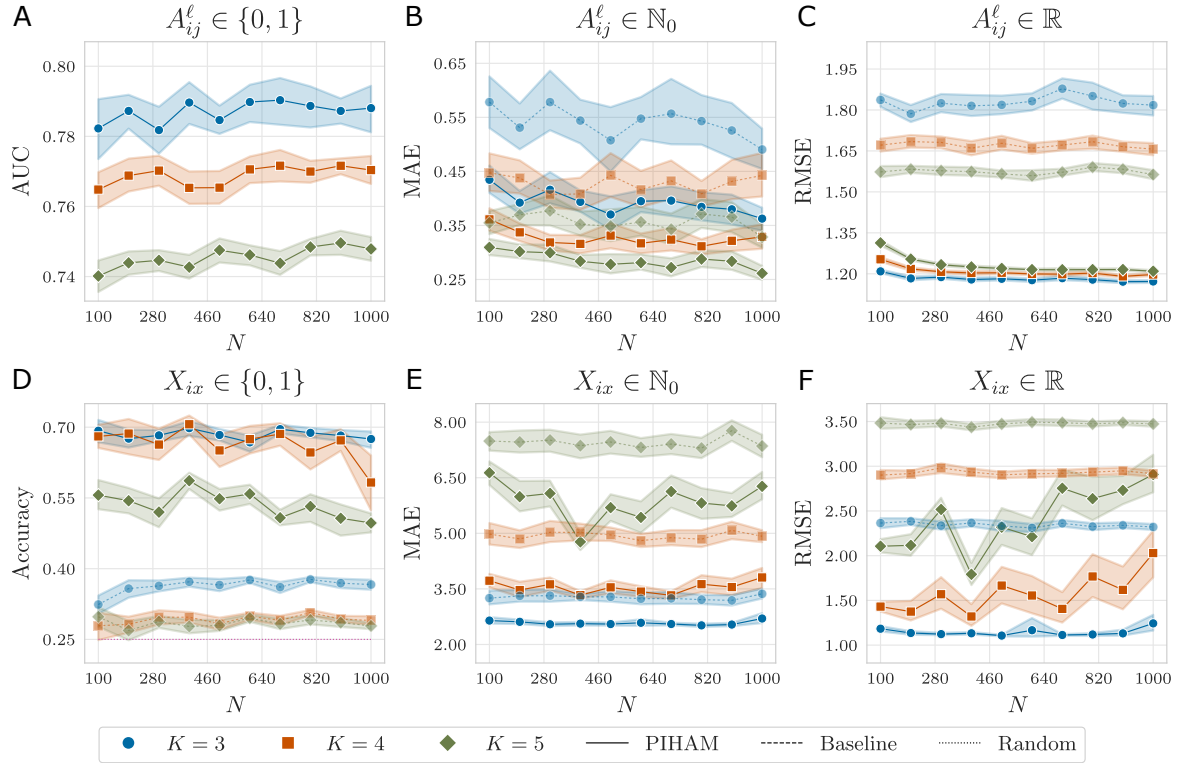 A
$A_{ij}^{\ell} \in \{0, 1\}$
AUC
0.80
0.78
0.76
0.74
100 280 460 640 820 1000
N
B
$A_{ij}^{\ell} \in \mathbb{N}_0$
MAE
0.65
0.55
0.45
0.35
0.25
100 280 460 640 820 1000
N
C
$A_{ij}^{\ell} \in \mathbb{R}$
RMSE
1.95
1.80
1.65
1.50
1.35
1.20
100 280 460 640 820 1000
N
D
$X_{ix} \in \{0, 1\}$
Accuracy
0.70
0.55
0.40
0.25
100 280 460 640 820 1000
N
E
$X_{ix} \in \mathbb{N}_0$
MAE
8.00
6.50
5.00
3.50
2.00
100 280 460 640 820 1000
N
F
$X_{ix} \in \mathbb{R}$
RMSE
3.50
3.00
2.50
2.00
1.50
1.00
100 280 460 640 820 1000
N
K = 3 K = 4 K = 5 PIHAM Baseline Random